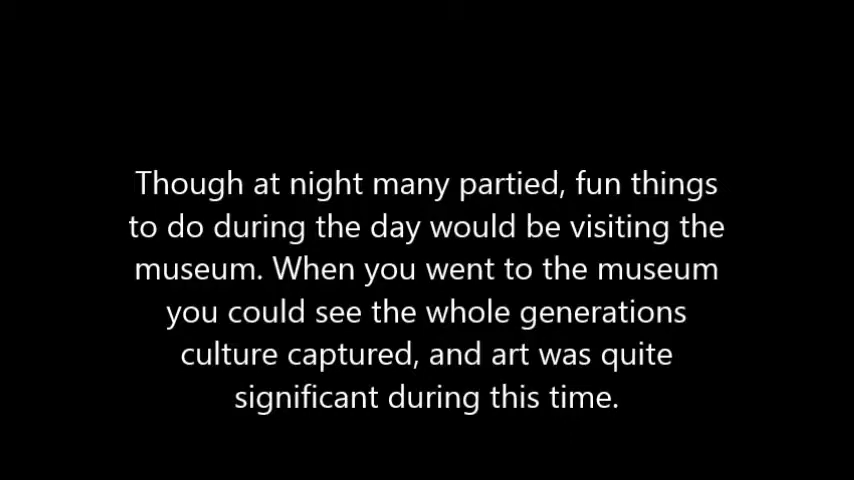 Though at night many partied, fun things
to do during the day would be visiting the
museum. When you went to the museum
you could see the whole generations
culture captured, and art was quite
significant during this time.